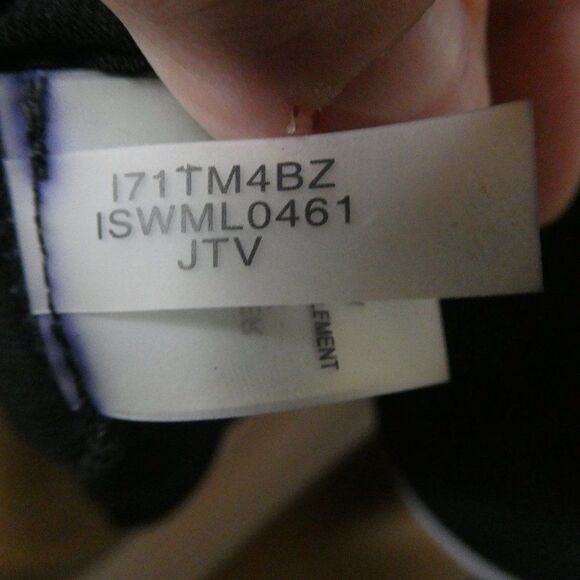 I71TM4BZ
ISWML0461
JTV
LEMENT